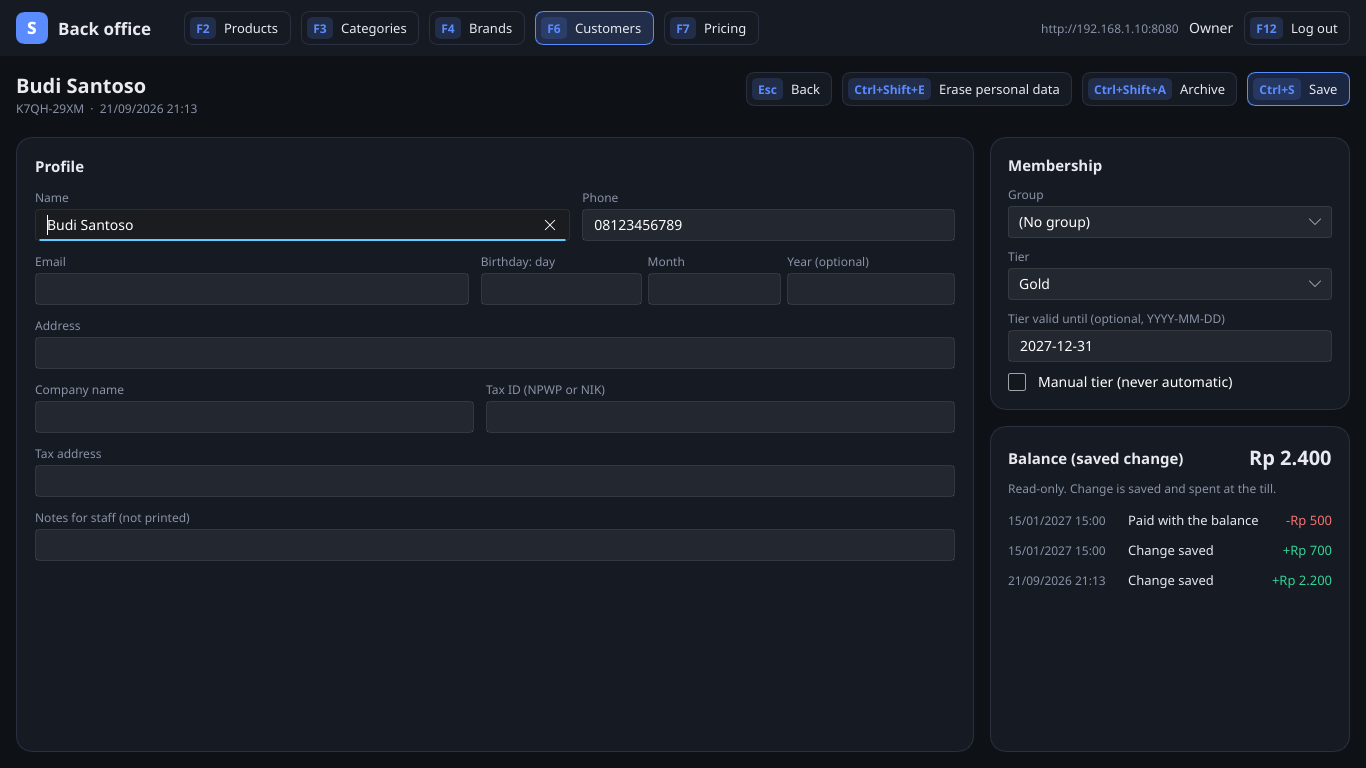 S Back office F2 Products F3 Categories F4 Brands F6 Customers F7 Pricing http://192.168.1.10:8080 Owner F12 Log out
Budi Santoso
K7QH-29XM · 21/09/2026 21:13
Esc Back Ctrl+Shift+E Erase personal data Ctrl+Shift+A Archive Ctrl+S Save
Profile
Name Phone
Budi Santoso 08123456789
Email Birthday: day Month Year (optional)
Address
Company name Tax ID (NPWP or NIK)
Tax address
Notes for staff (not printed)
Membership
Group
(No group)
Tier
Gold
Tier valid until (optional, YYYY-MM-DD)
2027-12-31
Manual tier (never automatic)
Balance (saved change) Rp 2.400
Read-only. Change is saved and spent at the till.
15/01/2027 15:00 Paid with the balance -Rp 500
15/01/2027 15:00 Change saved +Rp 700
21/09/2026 21:13 Change saved +Rp 2.200